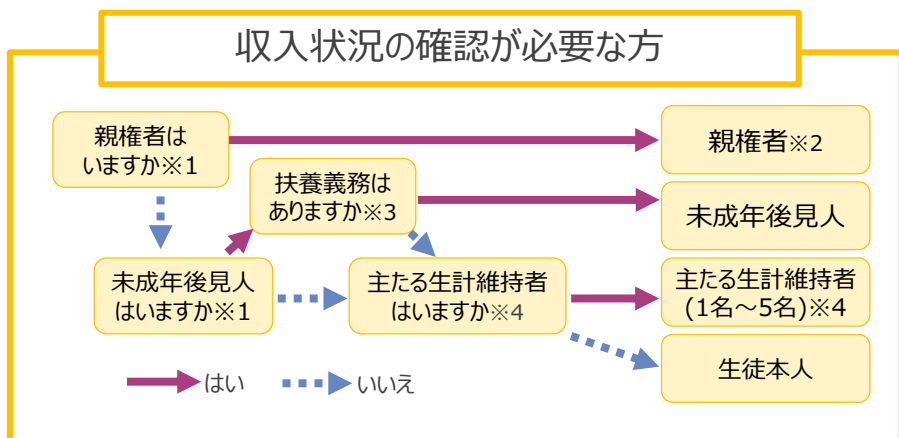 収入状況の確認が必要な方
親権者は
いますか※1
親権者※2
扶養義務は
ありますか※3
未成年後見人
未成年後見人
はいますか※1
主たる生計維持者
はいますか※4
主たる生計維持者
(1名～5名)※4
生徒本人
はい
いいえ